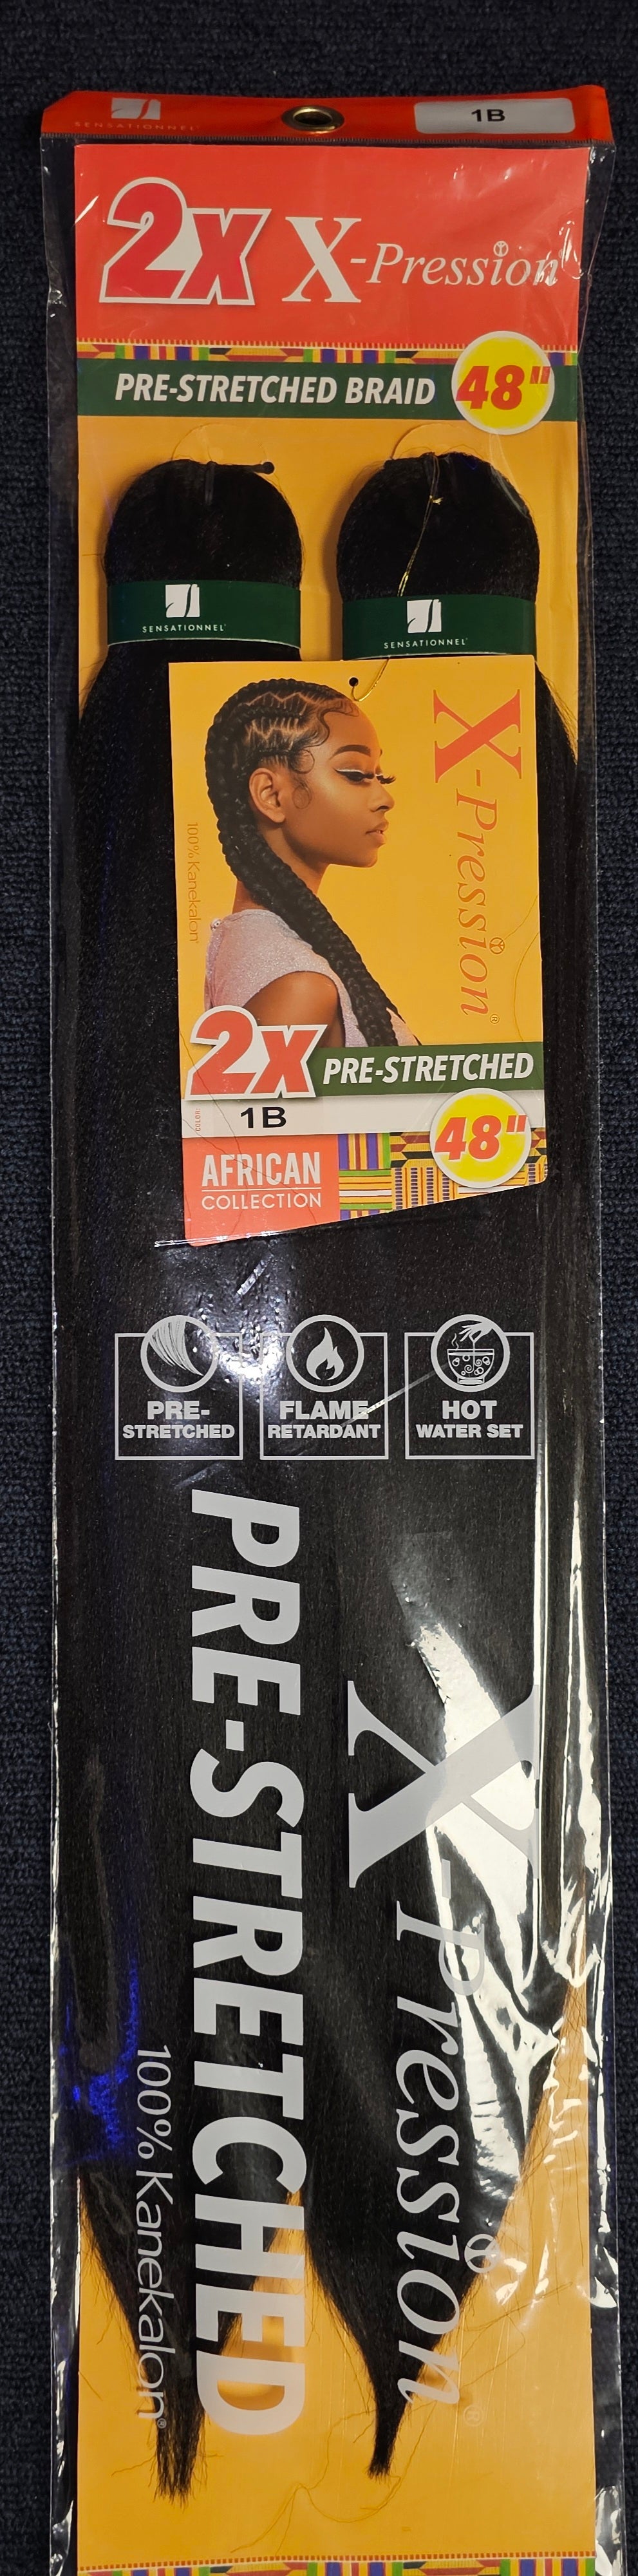 SENSATIONNEL
1B
2X X-Pression
PRE-STRETCHED BRAID 48"
SENSATIONNEL
SENSATIONNEL
X-Pression®
100% Kanekalon
2X PRE-STRETCHED
COLOR:
1B
48"
AFRICAN
COLLECTION
PRE-
STRETCHED
FLAME
RETARDANT
HOT
WATER SET
PRE-STRETCHED
X-Pression®
100% Kanekalon®